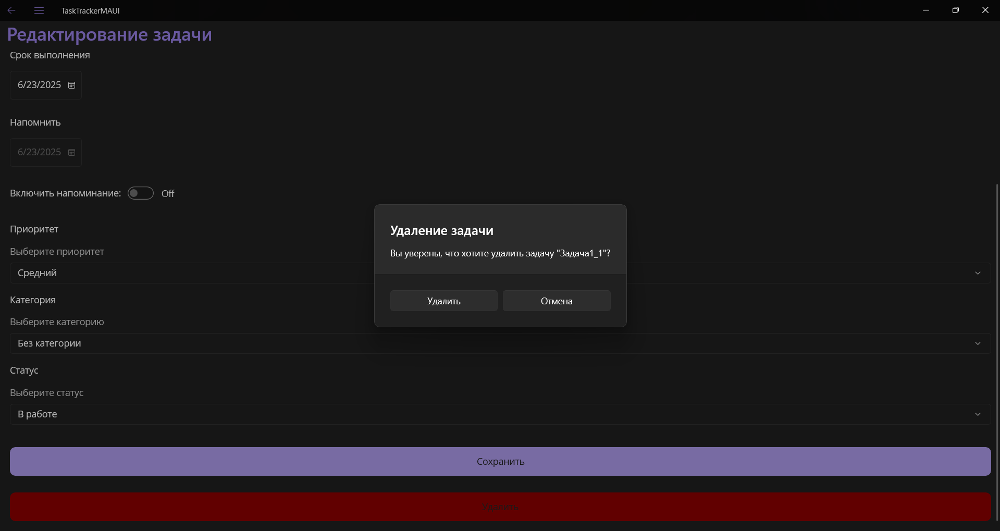 TaskTrackerMAUI
Редактирование задачи
Срок выполнения
6/23/2025
Напомнить
6/23/2025
Включить напоминание: Off
Приоритет
Выберите приоритет
Средний
Категория
Выберите категорию
Без категории
Статус
Выберите статус
В работе
Удаление задачи
Вы уверены, что хотите удалить задачу "Задача1_1"?
Удалить Отмена
Сохранить
Удалить